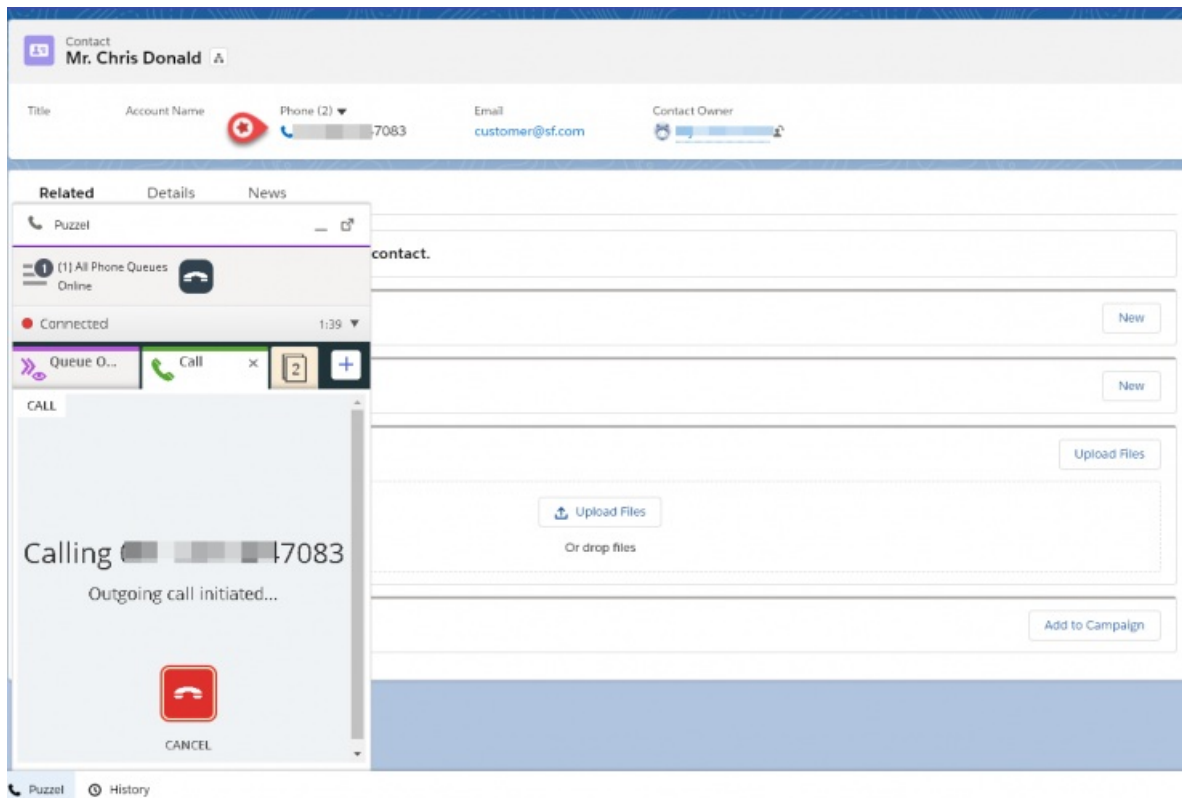 Contact
Mr. Chris Donald
Title Account Name Phone (2) Email Contact Owner
7083 customer@sf.com
Related Details News
Puzzel
contact.
1 (1) All Phone Queues
Online
New
Connected 1:39
Queue O... Call 2 +
New
CALL
Upload Files
Upload Files
Calling 47083
Or drop files
Outgoing call initiated...
Add to Campaign
CANCEL
Puzzel History